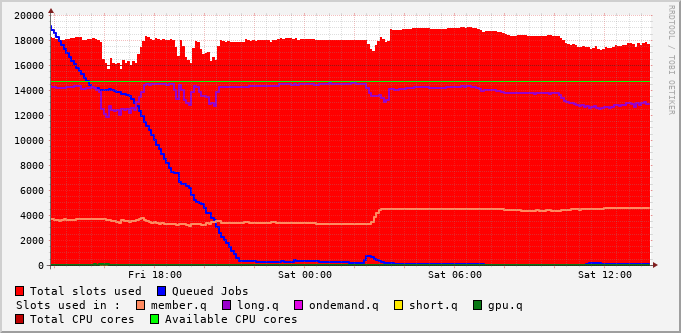 20000
18000
16000
14000
12000
10000
8000
6000
4000
2000
0
Fri 18:00 Sat 00:00 Sat 06:00 Sat 12:00
RRDTOOL / TOBI OETIKER
Total slots used Queued Jobs
Slots used in : member.q long.q ondemand.q short.q gpu.q
Total CPU cores Available CPU cores